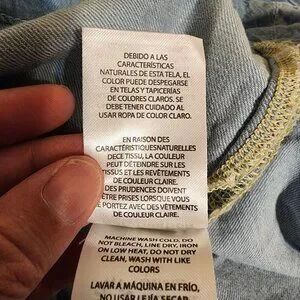 DEBIDO A LAS
CARACTERÍSTICAS
NATURALES DE ESTA TELA, EL
COLOR PUEDE DESPEGARSE
EN TELAS Y TAPICERÍAS
DE COLORES CLAROS. SE
DEBE TENER CUIDADO AL
USAR ROPA DE COLOR CLARO.
EN RAISON DES
CARACTÉRISTIQUESNATURELLES
DECE TISSU, LA COULEUR
PEUT DÉTEINDRE SUR LES
TISSUS ET LES REVÊTEMENTS
DE COULEUR CLAIRE.
DES PRUDENCES DOIVENT
ÊTRE PRISES LORSQUE VOUS
PORTEZ AVEC DES VÊTEMENTS
DE COULEUR CLAIRE.
MACHINE WASH COLD, DO
NOT BLEACH, LINE DRY, IRON
ON LOW HEAT, DO NOT DRY
CLEAN, WASH WITH LIKE
COLORS
LAVAR A MÁQUINA EN FRÍO,
NO USAR LEJÍA SECAR